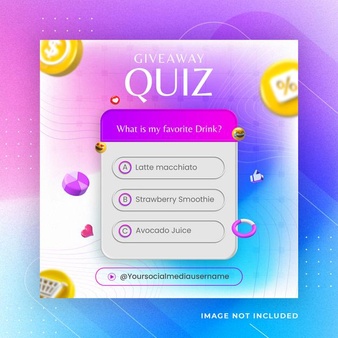 GIVEAWAY
QUIZ
What is my favorite Drink?
A Latte macchiato
B Strawberry Smoothie
C Avocado Juice
@Yoursocialmediausername
IMAGE NOT INCLUDED